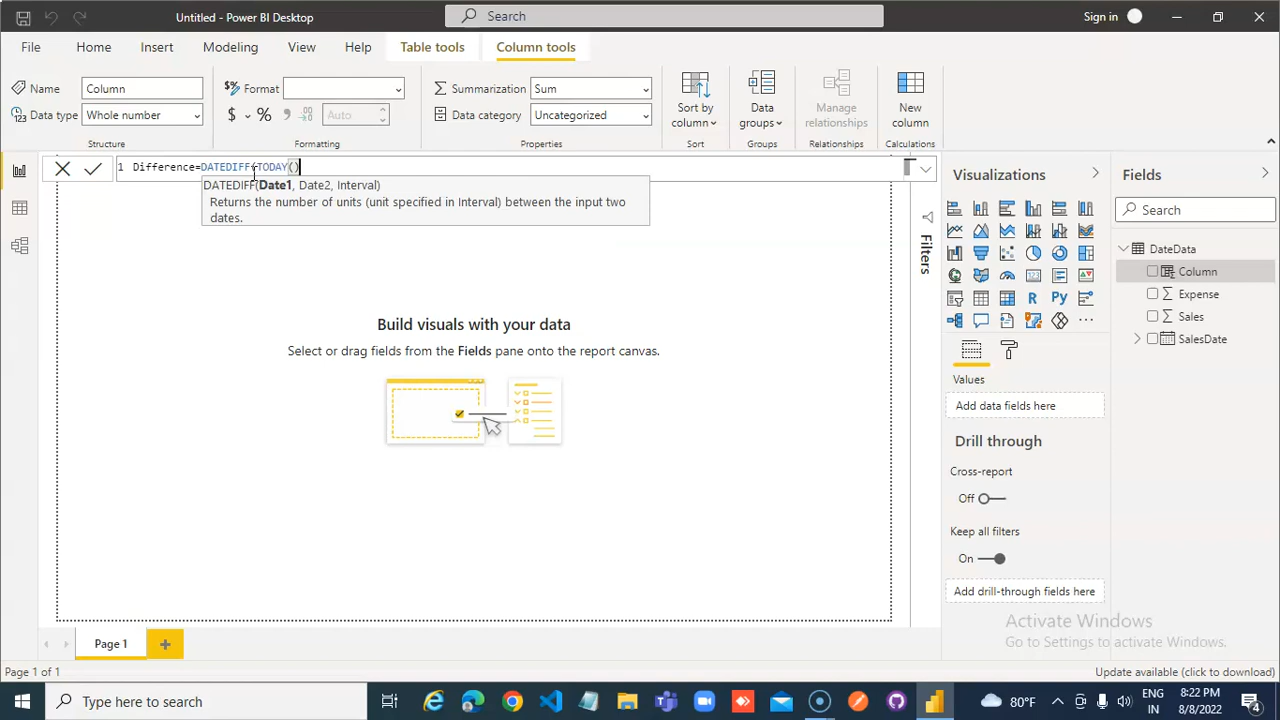 Untitled - Power BI Desktop
Search
Sign in
File
Home
Insert
Modeling
View
Help
Table tools
Column tools
Name
Column
Data type
Whole number
Structure
Format
$
%
Auto
Formatting
Summarization
Sum
Data category
Uncategorized
Properties
Sort by
column
Sort
Data
groups
Groups
Manage
relationships
Relationships
New
column
Calculations
1 Difference=DATEDIFF(TODAY()
DATEDIFF(Date1, Date2, Interval)
Returns the number of units (unit specified in Interval) between the input two
dates.
Build visuals with your data
Select or drag fields from the Fields pane onto the report canvas.
Filters
Visualizations
R
Py
Values
Add data fields here
Drill through
Cross-report
Off
Keep all filters
On
Add drill-through fields here
Fields
Search
DateData
Column
Expense
Sales
SalesDate
Activate Windows
Go to Settings to activate Windows.
Page 1
Page 1 of 1
Update available (click to download)
Type here to search
80°F
ENG
IN
8:22 PM
8/8/2022
4